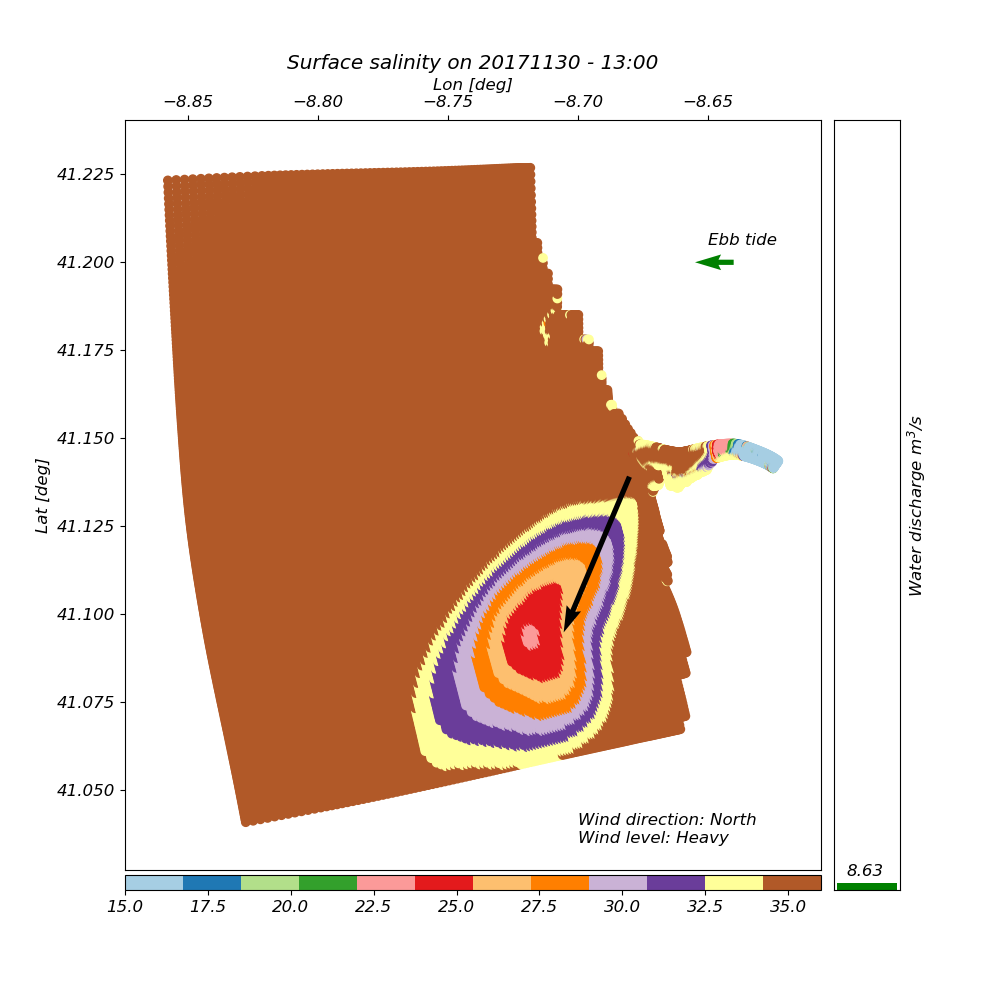 Surface salinity on 20171130 - 13:00
Lon [deg]
−8.85 −8.80 −8.75 −8.70 −8.65
41.225
41.200
41.175
41.150
41.125
41.100
41.075
41.050
Lat [deg]
Ebb tide
Wind direction: North
Wind level: Heavy
15.0 17.5 20.0 22.5 25.0 27.5 30.0 32.5 35.0
8.63
Water discharge m³/s